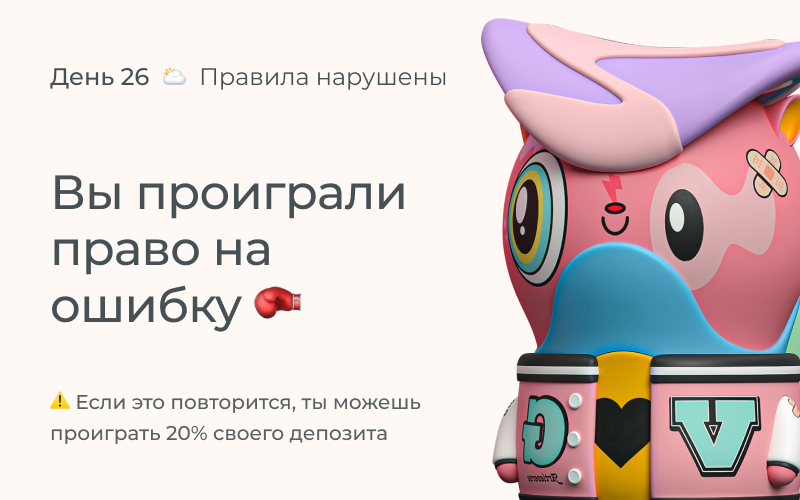 День 26 🌥️ Правила нарушены
Вы проиграли
право на
ошибку 🥊
⚠️ Если это повторится, ты можешь
проиграть 20% своего депозита
G V